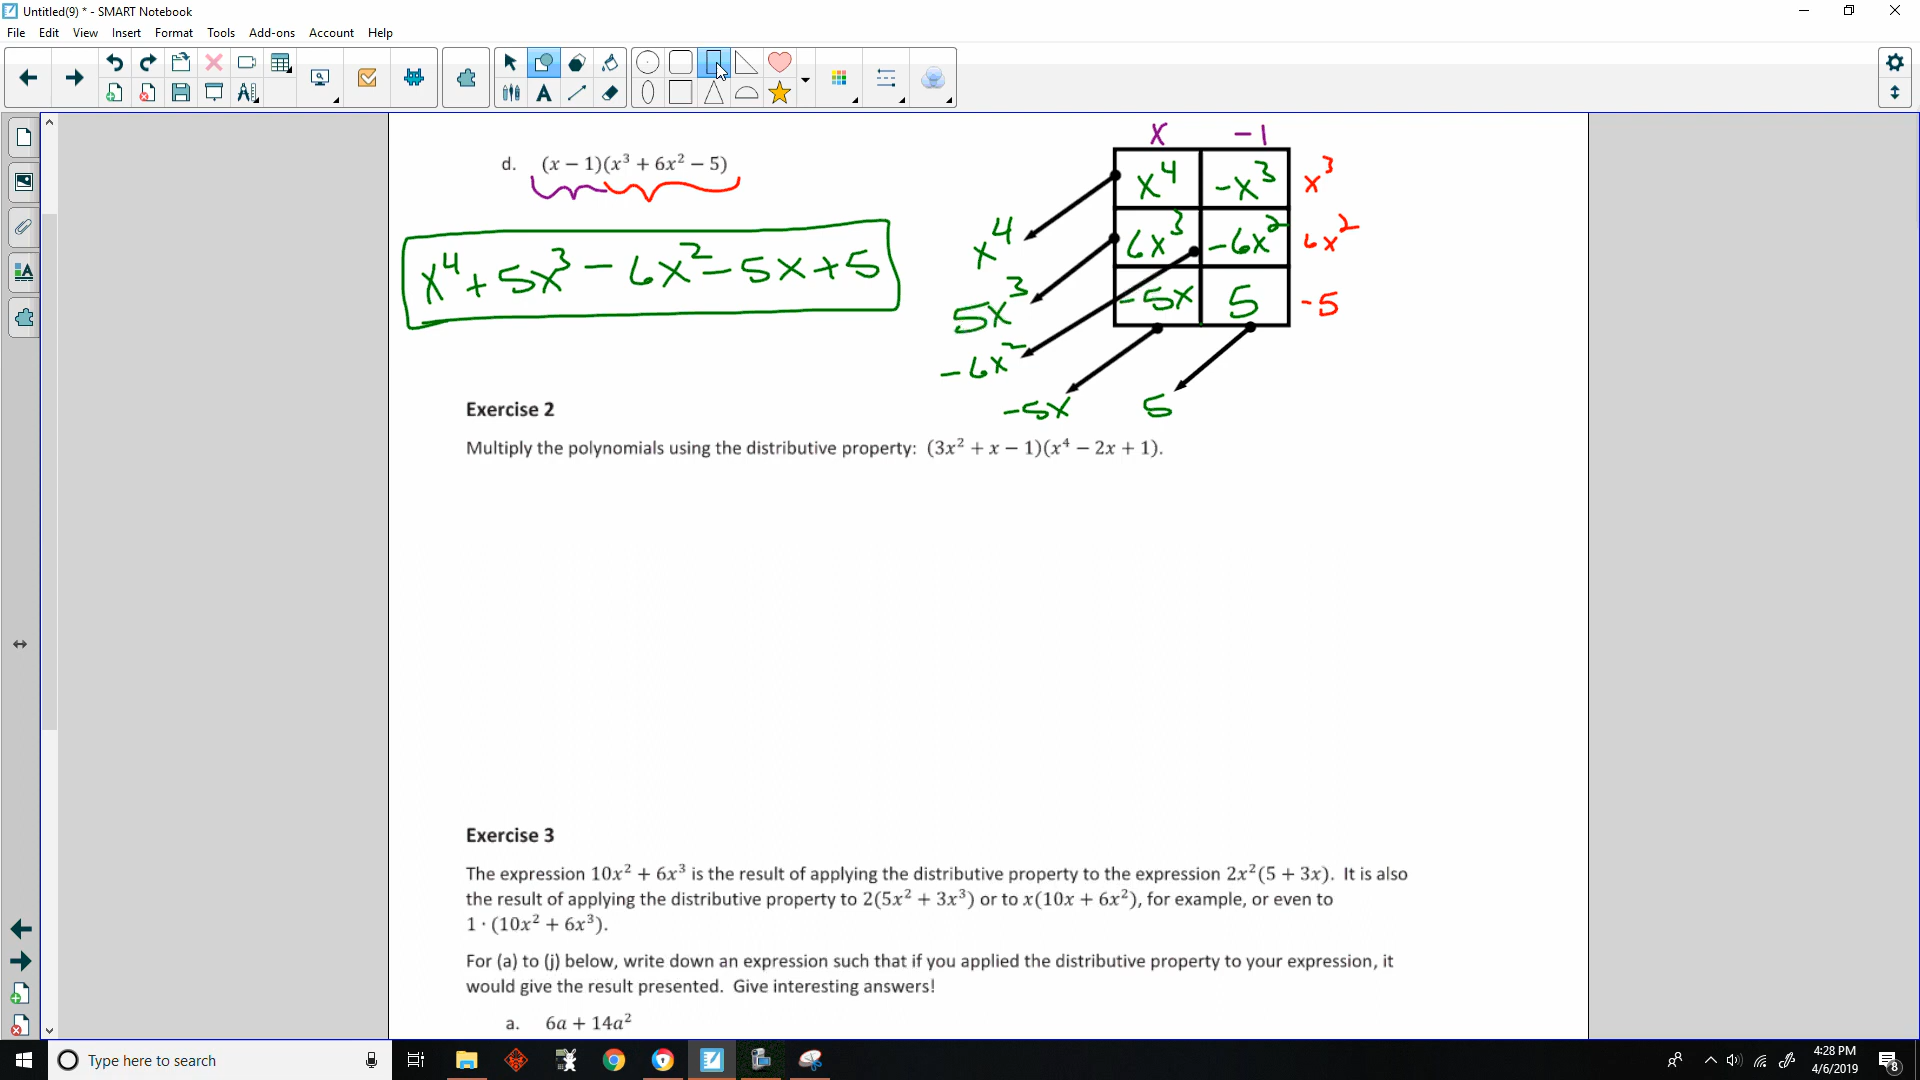 Untitled(9) * - SMART Notebook
File Edit View Insert Format Tools Add-ons Account Help
x -1
d. (x − 1)(x³ + 6x² − 5)
x⁴ -x³ x³
x⁴ + 5x³ - 6x² - 5x + 5
x⁴
6x³ -6x² 6x²
5x³
-5x 5 -5
-6x²
-5x 5
Exercise 2
Multiply the polynomials using the distributive property: (3x² + x − 1)(x⁴ − 2x + 1).
Exercise 3
The expression 10x² + 6x³ is the result of applying the distributive property to the expression 2x²(5 + 3x). It is also
the result of applying the distributive property to 2(5x² + 3x³) or to x(10x + 6x²), for example, or even to
1 · (10x² + 6x³).
For (a) to (j) below, write down an expression such that if you applied the distributive property to your expression, it
would give the result presented. Give interesting answers!
a. 6a + 14a²
Type here to search
4:28 PM
4/6/2019
8